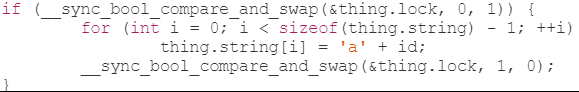 if (__sync_bool_compare_and_swap(&thing.lock, 0, 1)) {
        for (int i = 0; i < sizeof(thing.string) - 1; ++i)
                thing.string[i] = 'a' + id;
        __sync_bool_compare_and_swap(&thing.lock, 1, 0);
}